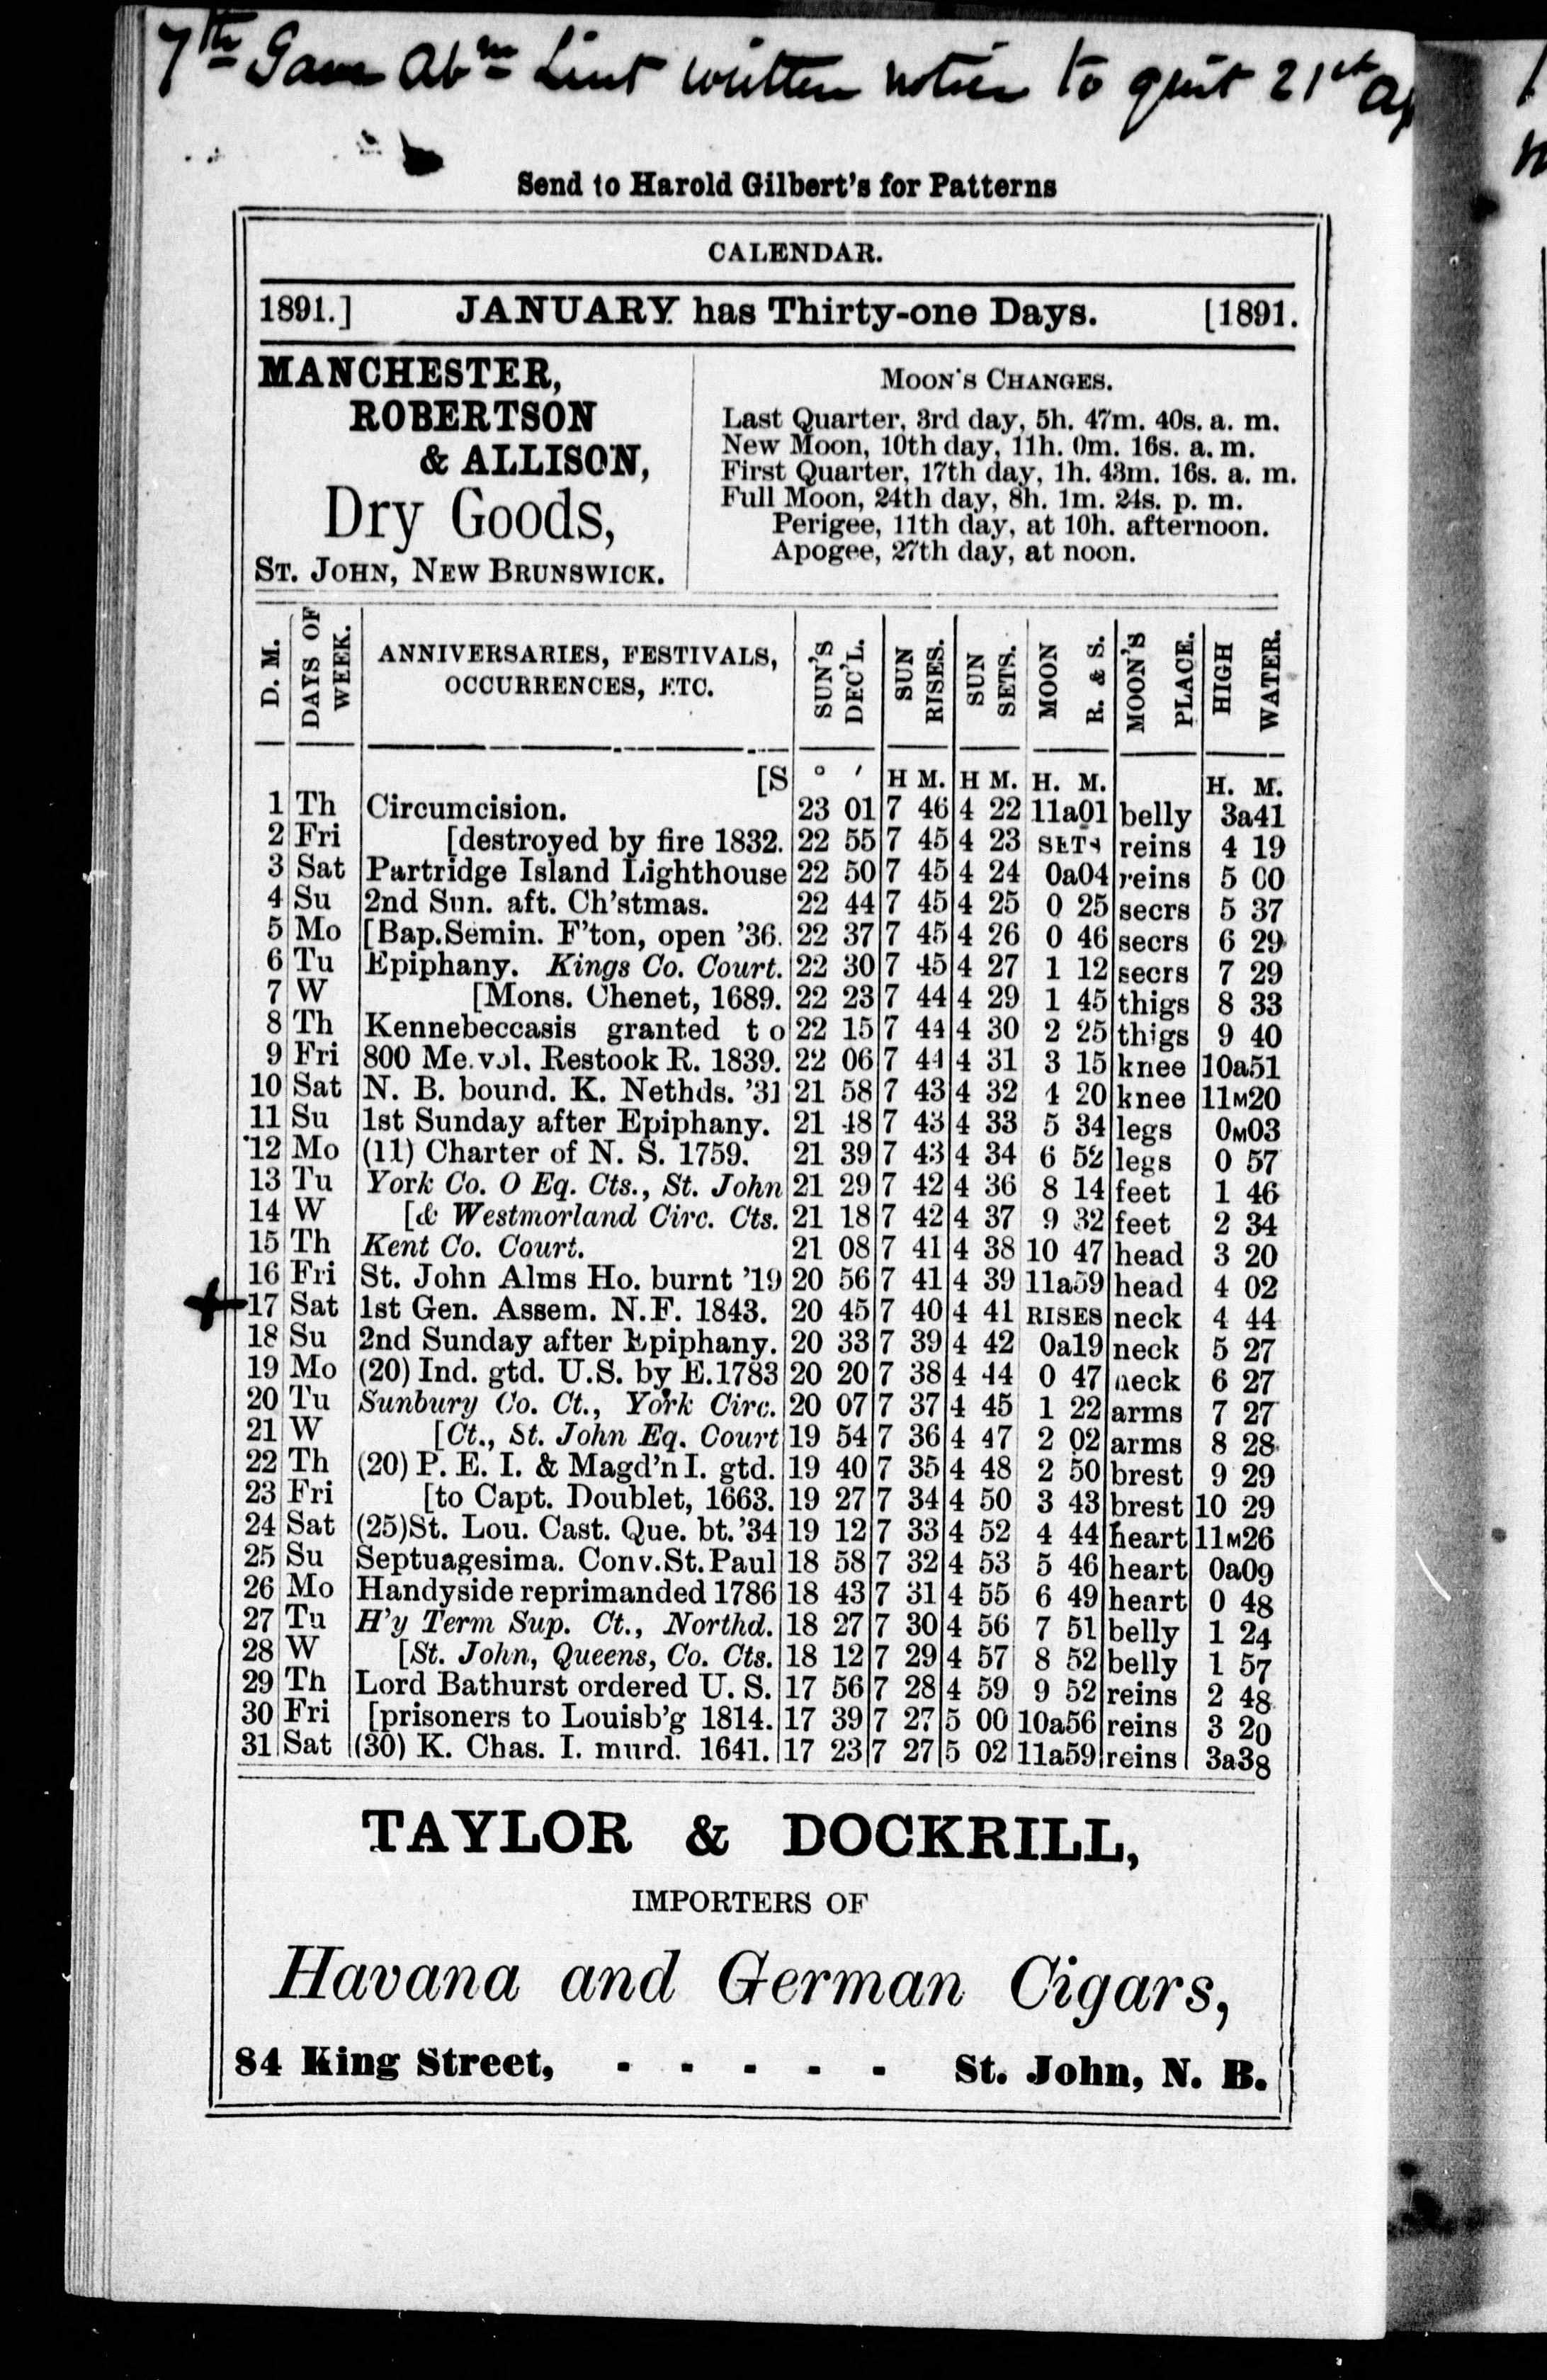 7th Gave Abm Lint written notice to quit 21st Ap
Send to Harold Gilbert's for Patterns
CALENDAR.
1891.] JANUARY has Thirty-one Days. [1891.
MANCHESTER,
ROBERTSON
& ALLISON,
Dry Goods,
ST. JOHN, NEW BRUNSWICK.
MOON'S CHANGES.
Last Quarter, 3rd day, 5h. 47m. 40s. a. m.
New Moon, 10th day, 11h. 0m. 16s. a. m.
First Quarter, 17th day, 1h. 43m. 16s. a. m.
Full Moon, 24th day, 8h. 1m. 24s. p. m.
Perigee, 11th day, at 10h. afternoon.
Apogee, 27th day, at noon.
D. M. DAYS OF WEEK. ANNIVERSARIES, FESTIVALS, OCCURRENCES, ETC. SUN'S DEC'L. SUN RISES. SUN SETS. MOON R. & S. MOON'S PLACE. HIGH WATER.
[S ° ′ H M. H M. H. M. H. M.
1 Th Circumcision. 23 01 7 46 4 22 11a01 belly 3a41
2 Fri [destroyed by fire 1832. 22 55 7 45 4 23 SETS reins 4 19
3 Sat Partridge Island Lighthouse 22 50 7 45 4 24 0a04 reins 5 00
4 Su 2nd Sun. aft. Ch'stmas. 22 44 7 45 4 25 0 25 secrs 5 37
5 Mo [Bap.Semin. F'ton, open '36. 22 37 7 45 4 26 0 46 secrs 6 29
6 Tu Epiphany. Kings Co. Court. 22 30 7 45 4 27 1 12 secrs 7 29
7 W [Mons. Chenet, 1689. 22 23 7 44 4 29 1 45 thigs 8 33
8 Th Kennebeccasis granted to 22 15 7 44 4 30 2 25 thigs 9 40
9 Fri 800 Me. vol. Restook R. 1839. 22 06 7 44 4 31 3 15 knee 10a51
10 Sat N. B. bound. K. Nethds. '31 21 58 7 43 4 32 4 20 knee 11M20
11 Su 1st Sunday after Epiphany. 21 48 7 43 4 33 5 34 legs 0M03
12 Mo (11) Charter of N. S. 1759. 21 39 7 43 4 34 6 52 legs 0 57
13 Tu York Co. O Eq. Cts., St. John 21 29 7 42 4 36 8 14 feet 1 46
14 W [& Westmorland Circ. Cts. 21 18 7 42 4 37 9 32 feet 2 34
15 Th Kent Co. Court. 21 08 7 41 4 38 10 47 head 3 20
16 Fri St. John Alms Ho. burnt '19 20 56 7 41 4 39 11a59 head 4 02
+17 Sat 1st Gen. Assem. N.F. 1843. 20 45 7 40 4 41 RISES neck 4 44
18 Su 2nd Sunday after Epiphany. 20 33 7 39 4 42 0a19 neck 5 27
19 Mo (20) Ind. gtd. U.S. by E.1783 20 20 7 38 4 44 0 47 neck 6 27
20 Tu Sunbury Co. Ct., York Circ. 20 07 7 37 4 45 1 22 arms 7 27
21 W [Ct., St. John Eq. Court 19 54 7 36 4 47 2 02 arms 8 28
22 Th (20) P. E. I. & Magd'n I. gtd. 19 40 7 35 4 48 2 50 brest 9 29
23 Fri [to Capt. Doublet, 1663. 19 27 7 34 4 50 3 43 brest 10 29
24 Sat (25)St. Lou. Cast. Que. bt.'34 19 12 7 33 4 52 4 44 heart 11M26
25 Su Septuagesima. Conv.St.Paul 18 58 7 32 4 53 5 46 heart 0a09
26 Mo Handyside reprimanded 1786 18 43 7 31 4 55 6 49 heart 0 48
27 Tu H'y Term Sup. Ct., Northd. 18 27 7 30 4 56 7 51 belly 1 24
28 W [St. John, Queens, Co. Cts. 18 12 7 29 4 57 8 52 belly 1 57
29 Th Lord Bathurst ordered U. S. 17 56 7 28 4 59 9 52 reins 2 48
30 Fri [prisoners to Louisb'g 1814. 17 39 7 27 5 00 10a56 reins 3 20
31 Sat (30) K. Chas. I. murd. 1641. 17 23 7 27 5 02 11a59 reins 3a38
TAYLOR & DOCKRILL,
IMPORTERS OF
Havana and German Cigars,
84 King Street, - - - - - St. John, N. B.